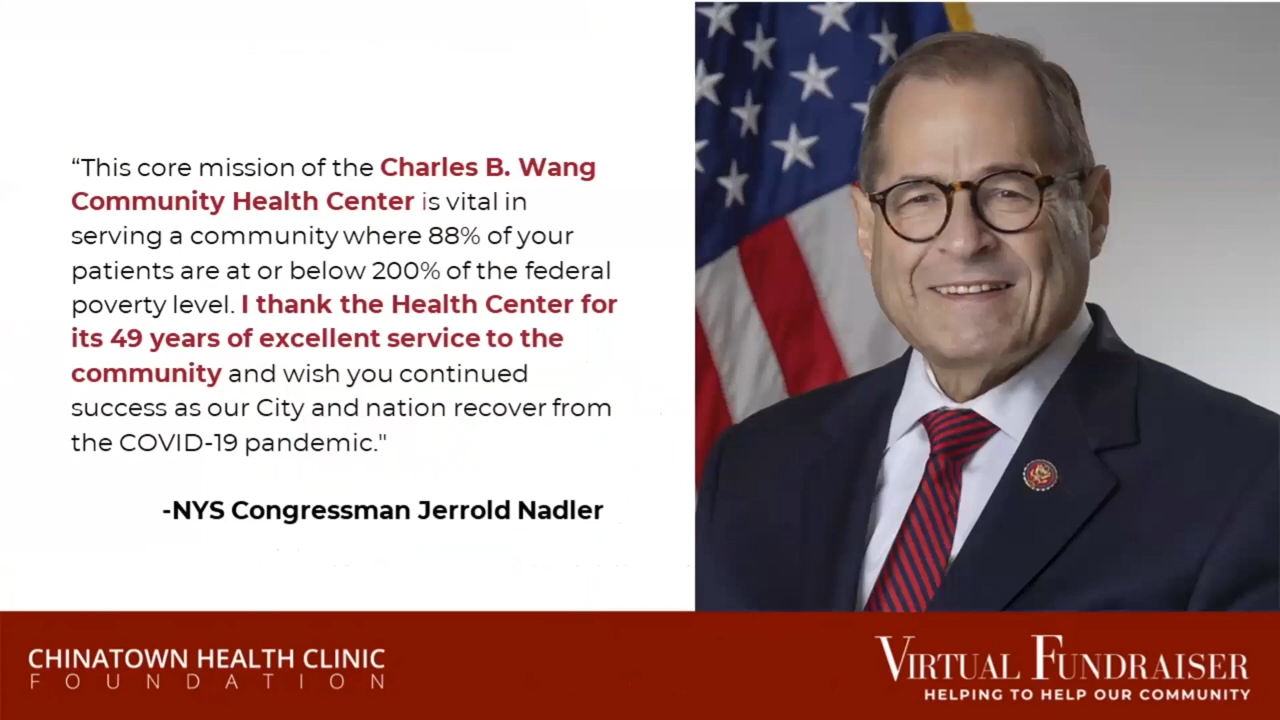 “This core mission of the Charles B. Wang
Community Health Center is vital in
serving a community where 88% of your
patients are at or below 200% of the federal
poverty level. I thank the Health Center for
its 49 years of excellent service to the
community and wish you continued
success as our City and nation recover from
the COVID-19 pandemic."
-NYS Congressman Jerrold Nadler
CHINATOWN HEALTH CLINIC
FOUNDATION
VIRTUAL FUNDRAISER
HELPING TO HELP OUR COMMUNITY